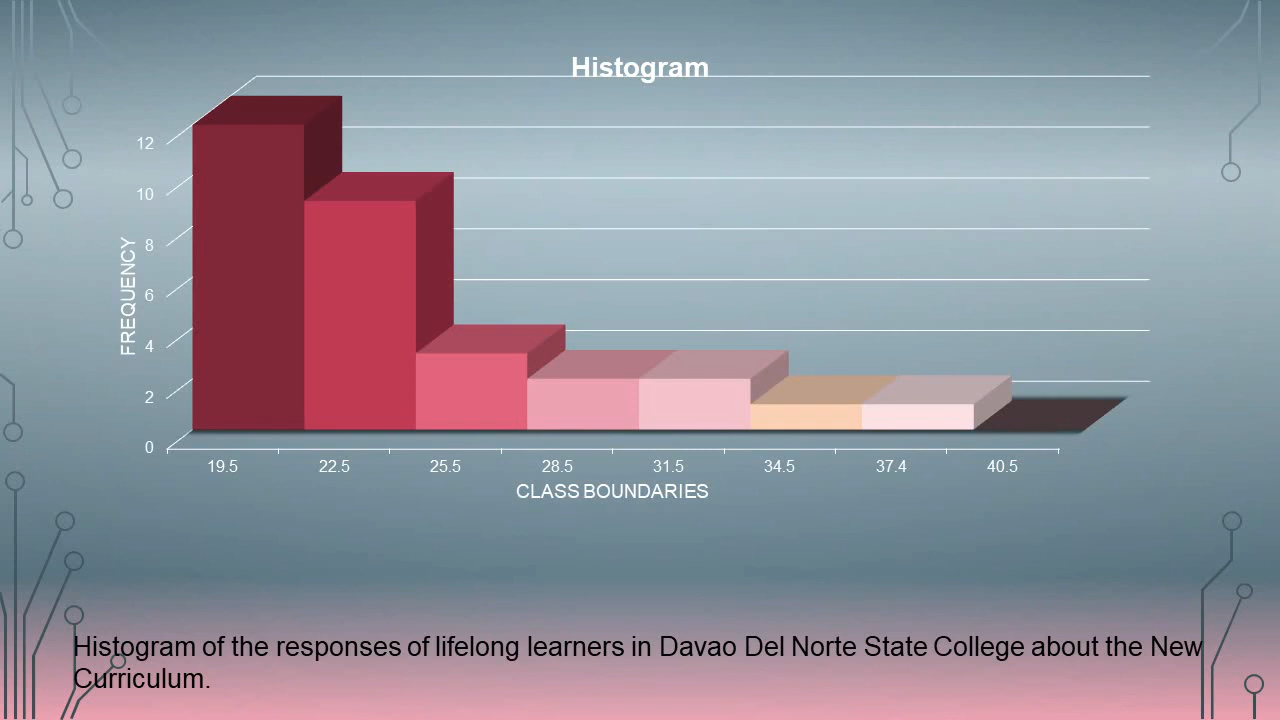 Histogram
12
10
8
6
4
2
0
FREQUENCY
19.5 22.5 25.5 28.5 31.5 34.5 37.4 40.5
CLASS BOUNDARIES
Histogram of the responses of lifelong learners in Davao Del Norte State College about the New
Curriculum.